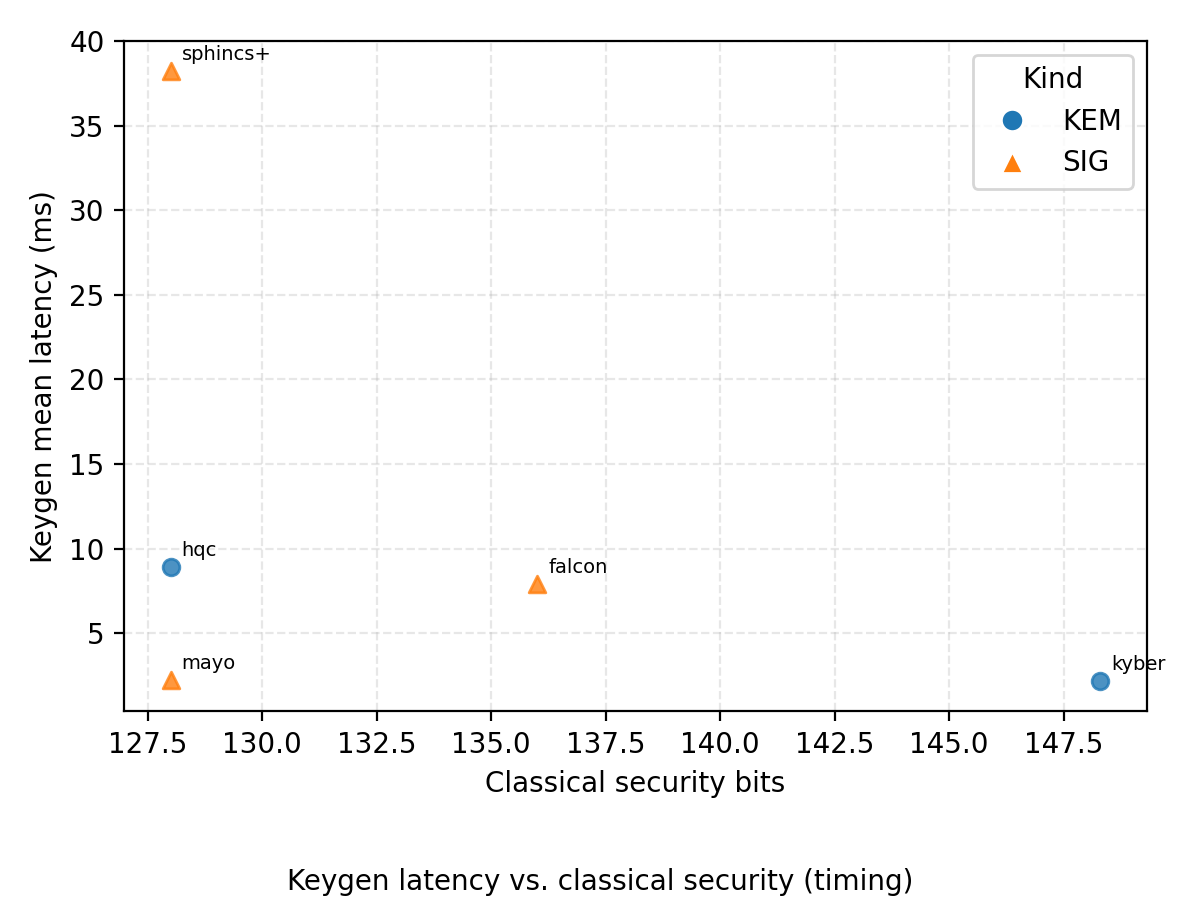 40
35
30
25
20
15
10
5
Keygen mean latency (ms)
sphincs+
Kind
KEM
SIG
hqc
falcon
mayo
kyber
127.5 130.0 132.5 135.0 137.5 140.0 142.5 145.0 147.5
Classical security bits
Keygen latency vs. classical security (timing)